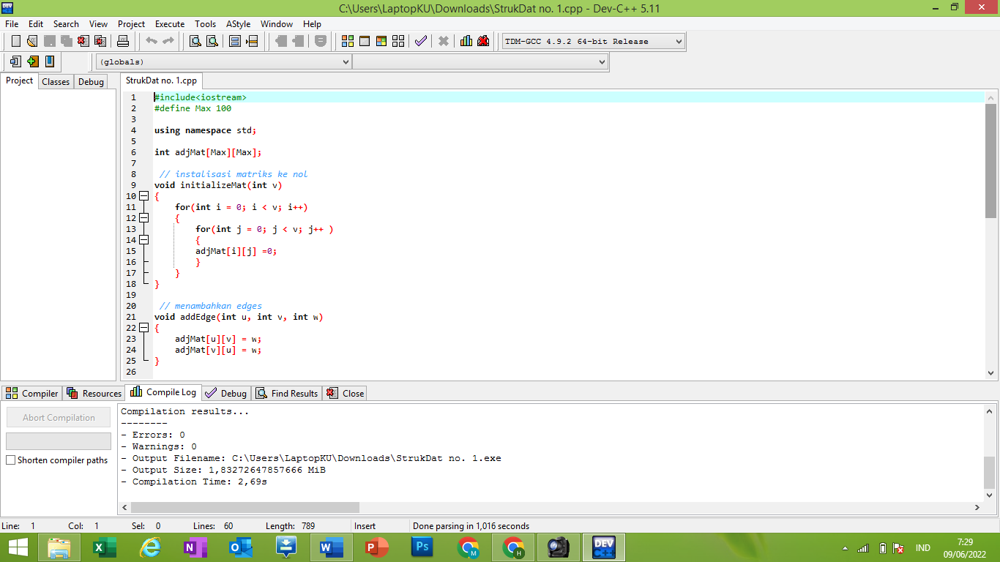 C:\Users\LaptopKU\Downloads\StrukDat no. 1.cpp - Dev-C++ 5.11
File Edit Search View Project Execute Tools AStyle Window Help
TDM-GCC 4.9.2 64-bit Release
(globals)
Project Classes Debug
StrukDat no. 1.cpp
1 #include<iostream>
2 #define Max 100
3
4 using namespace std;
5
6 int adjMat[Max][Max];
7
8 // instalisasi matriks ke nol
9 void initializeMat(int v)
10 {
11 for(int i = 0; i < v; i++)
12 {
13 for(int j = 0; j < v; j++ )
14 {
15 adjMat[i][j] =0;
16 }
17 }
18 }
19
20 // menambahkan edges
21 void addEdge(int u, int v, int w)
22 {
23 adjMat[u][v] = w;
24 adjMat[v][u] = w;
25 }
26
Compiler Resources Compile Log Debug Find Results Close
Abort Compilation
Shorten compiler paths
Compilation results...
--------
- Errors: 0
- Warnings: 0
- Output Filename: C:\Users\LaptopKU\Downloads\StrukDat no. 1.exe
- Output Size: 1,83272647857666 MiB
- Compilation Time: 2,69s
Line: 1 Col: 1 Sel: 0 Lines: 60 Length: 789 Insert Done parsing in 1,016 seconds
IND
7:29
09/06/2022